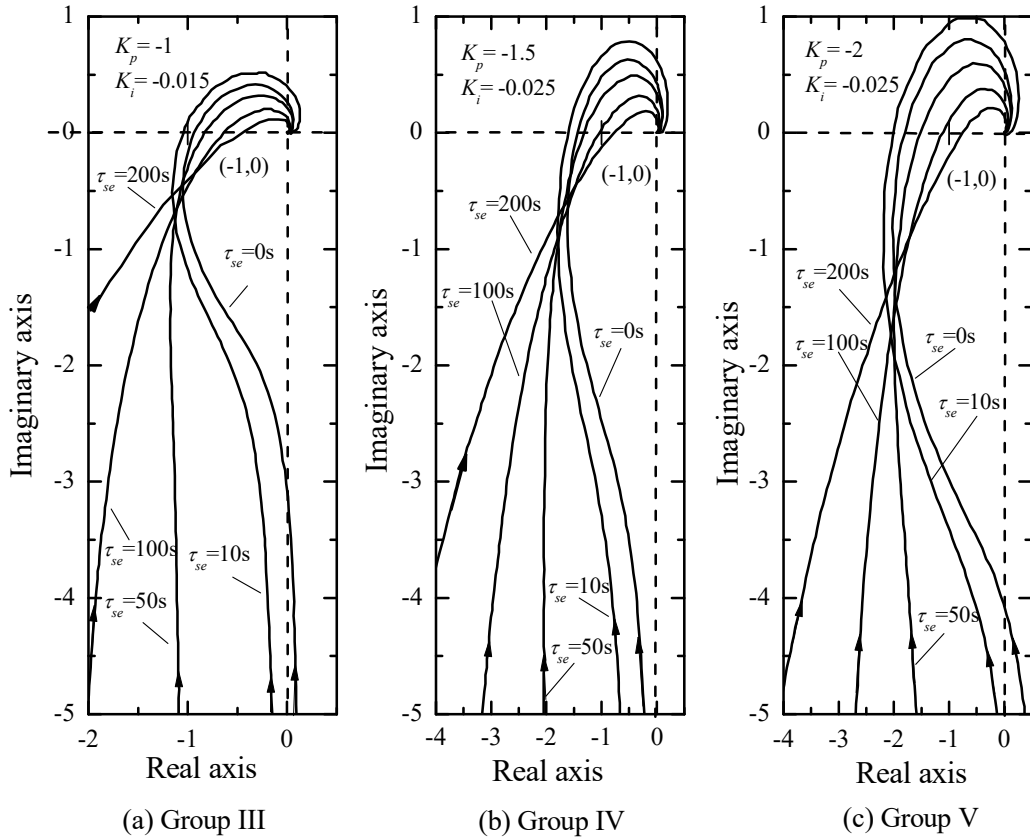 1
0
-1
-2
-3
-4
-5
-2
-1
0
Imaginary axis
Real axis
K_p= -1
K_i= -0.015
(-1,0)
τ_se=200s
τ_se=0s
τ_se=100s
τ_se=10s
τ_se=50s
(a) Group III
1
0
-1
-2
-3
-4
-5
-4
-3
-2
-1
0
Imaginary axis
Real axis
K_p= -1.5
K_i= -0.025
(-1,0)
τ_se=200s
τ_se=100s
τ_se=0s
τ_se=10s
τ_se=50s
(b) Group IV
1
0
-1
-2
-3
-4
-5
-4
-3
-2
-1
0
Imaginary axis
Real axis
K_p= -2
K_i= -0.025
(-1,0)
τ_se=200s
τ_se=100s
τ_se=0s
τ_se=10s
τ_se=50s
(c) Group V